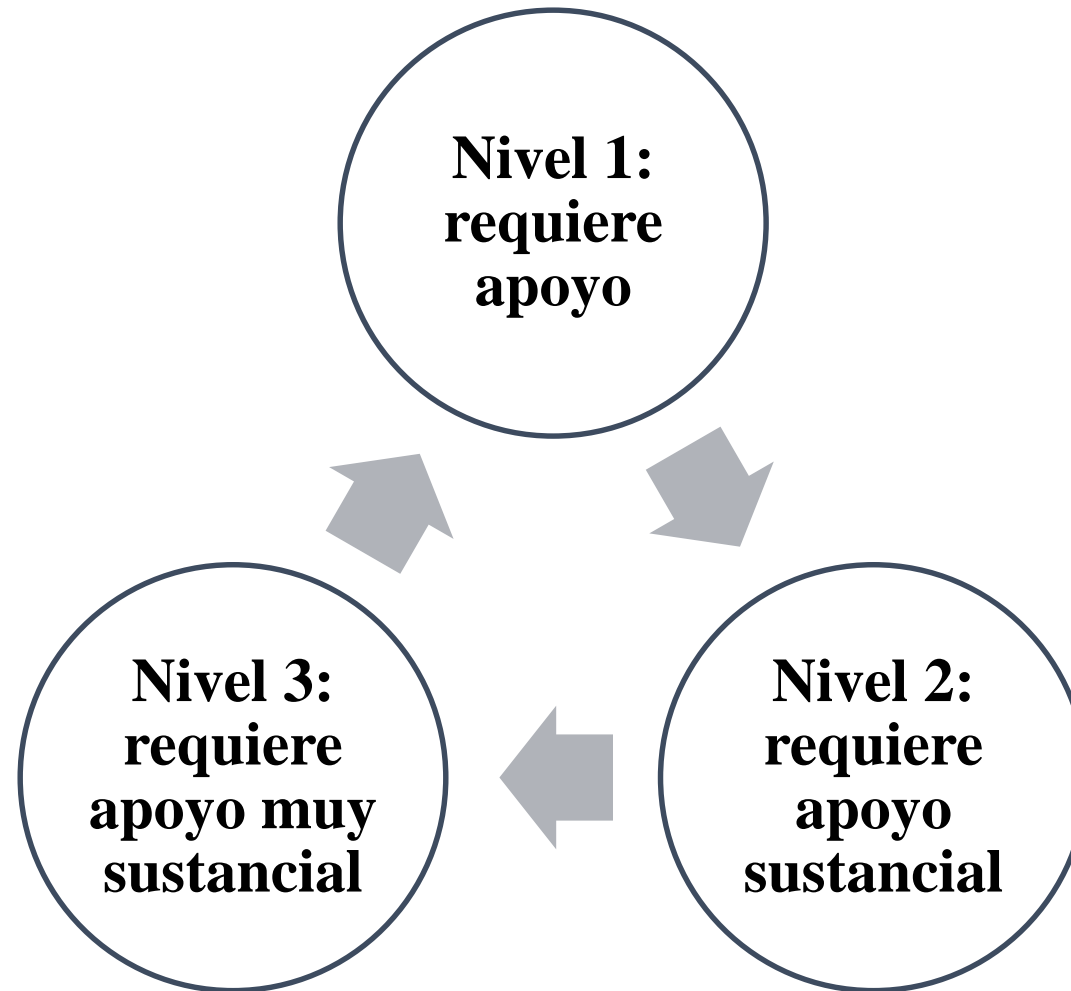 Nivel 1:
requiere
apoyo
Nivel 2:
requiere
apoyo
sustancial
Nivel 3:
requiere
apoyo muy
sustancial